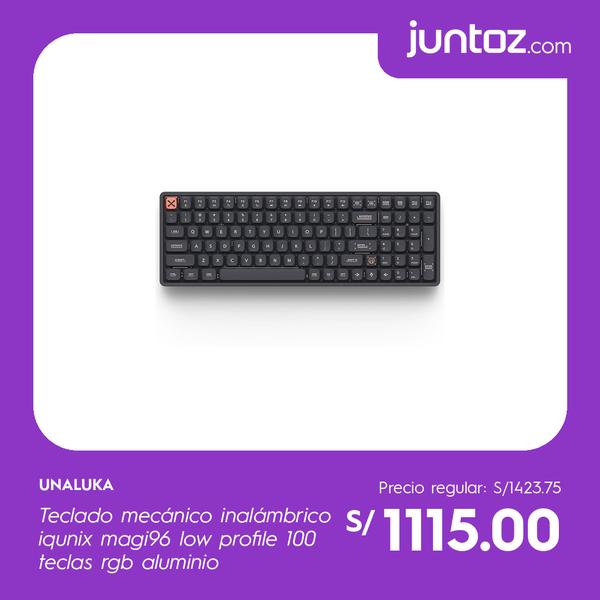 juntoz.com
UNALUKA
Teclado mecánico inalámbrico
iqunix magi96 low profile 100
teclas rgb aluminio
Precio regular: S/1423.75
S/ 1115.00